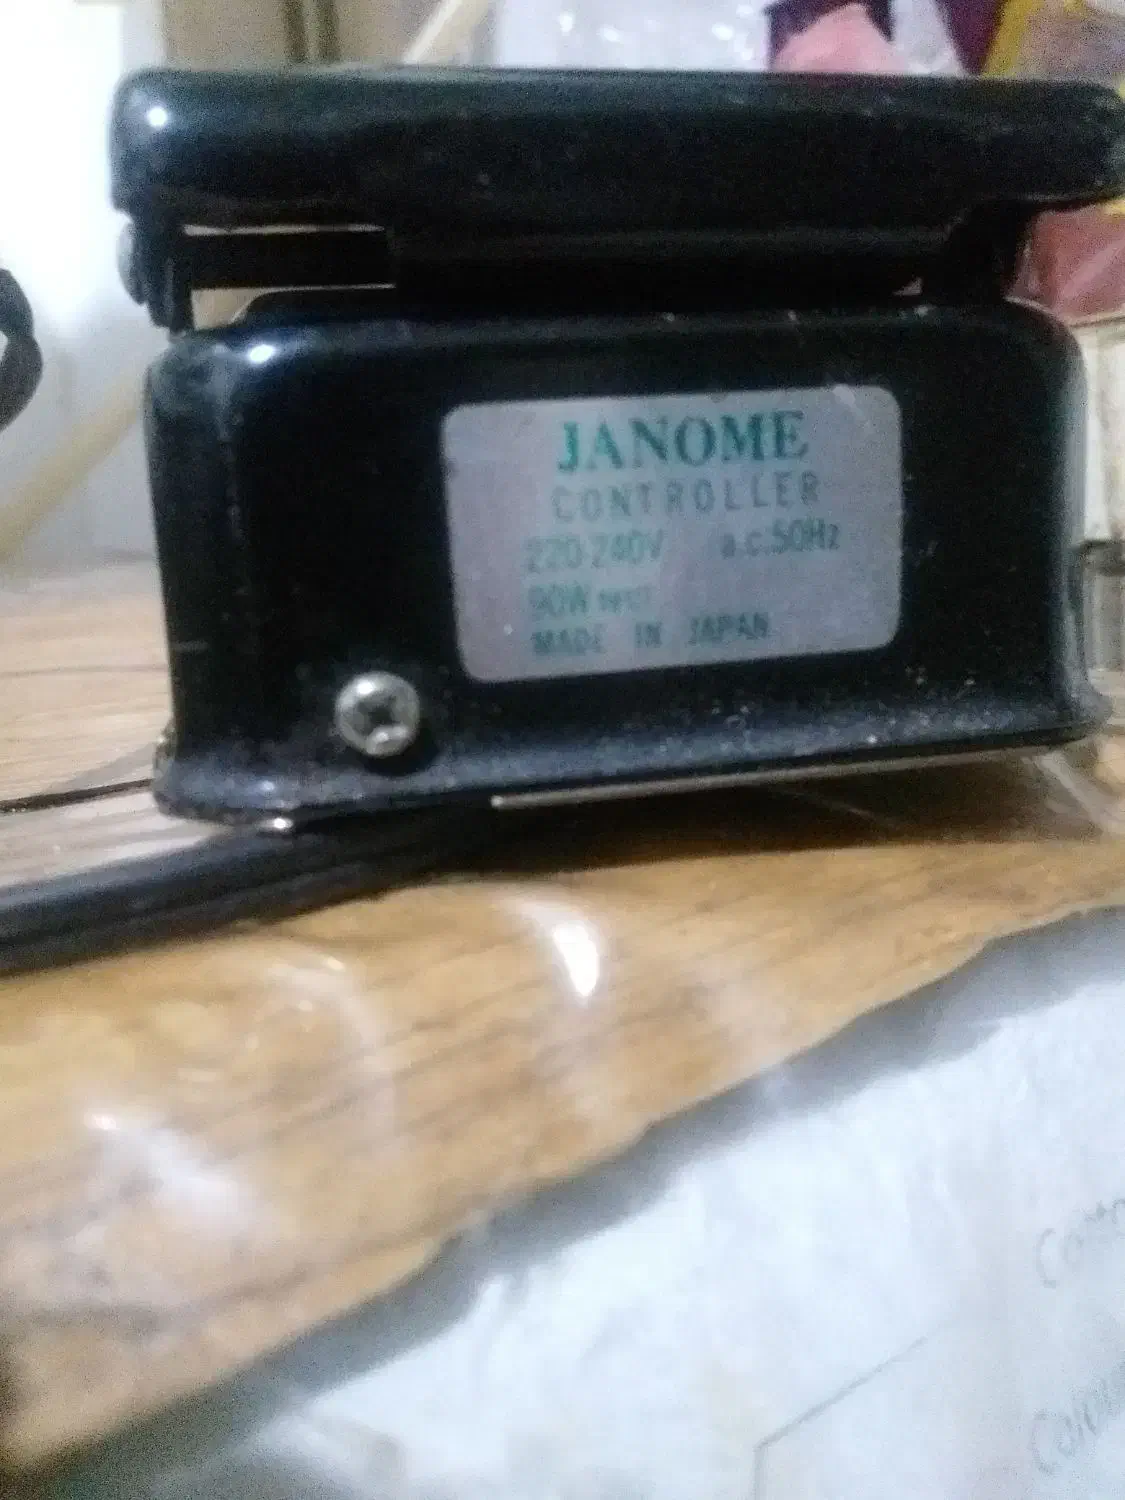 JANOME
CONTROLLER
220 240V a.c.50Hz
90W
MADE IN JAPAN